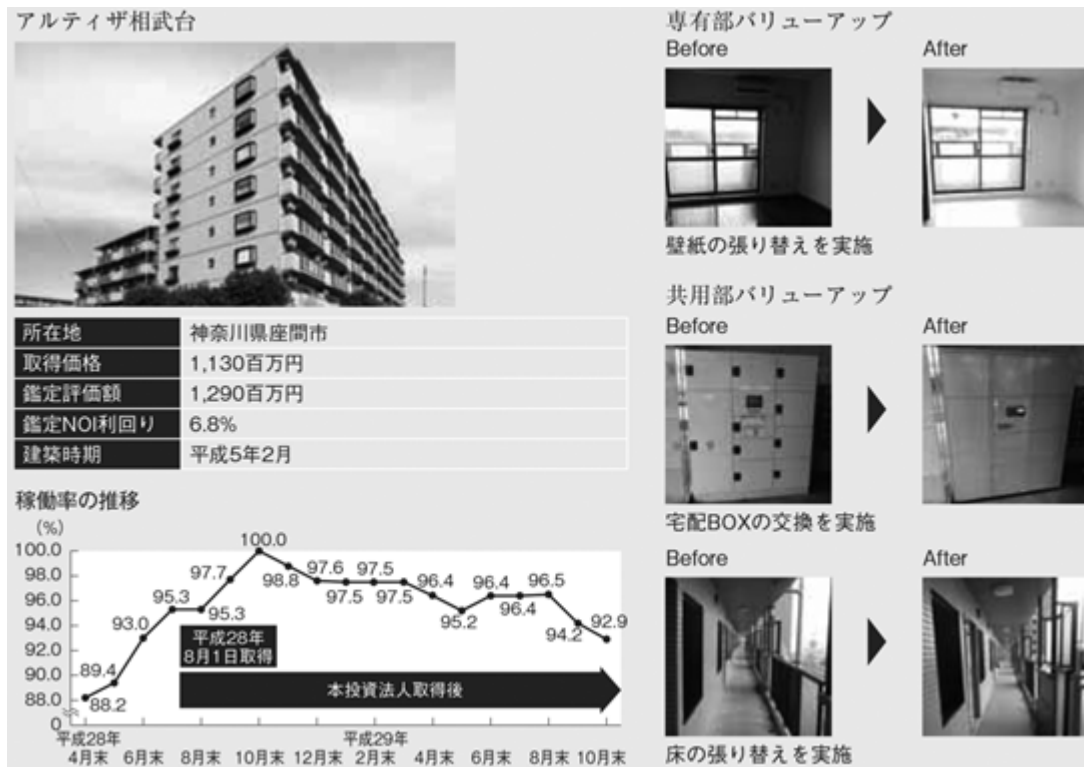 アルティザ相武台
所在地 神奈川県座間市
取得価格 1,130百万円
鑑定評価額 1,290百万円
鑑定NOI利回り 6.8%
建築時期 平成5年2月
稼働率の推移
(%)
100.0
98.0
96.0
94.0
92.0
90.0
88.0
0
88.2
89.4
93.0
95.3
95.3
97.7
100.0
98.8
97.6
97.5
97.5
97.5
96.4
95.2
96.4
96.4
96.5
94.2
92.9
平成28年
8月1日取得
本投資法人取得後
平成28年 平成29年
4月末 6月末 8月末 10月末 12月末 2月末 4月末 6月末 8月末 10月末
専有部バリューアップ
Before After
壁紙の張り替えを実施
共用部バリューアップ
Before After
宅配BOXの交換を実施
Before After
床の張り替えを実施